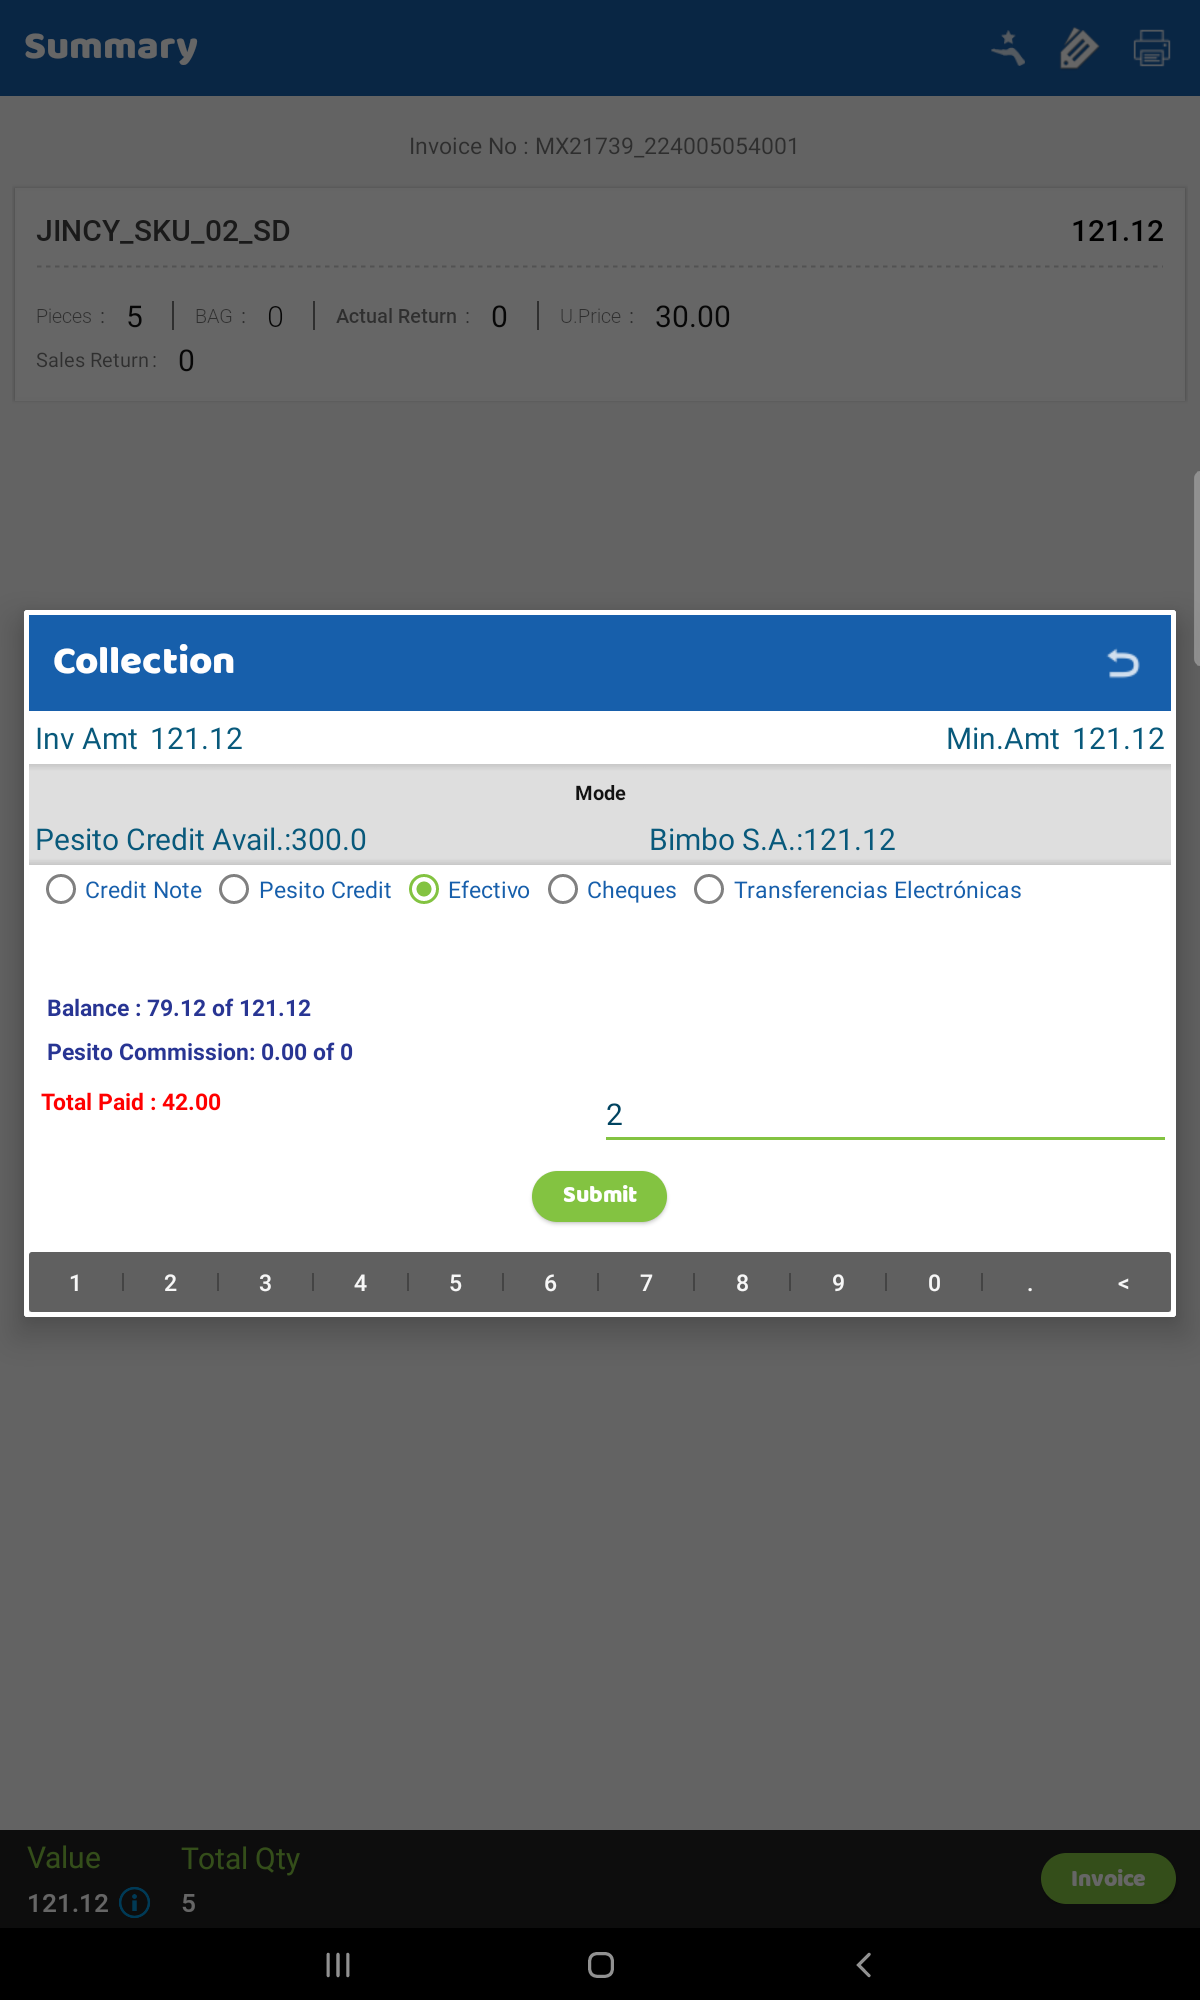 Summary
Invoice No : MX21739_224005054001
JINCY_SKU_02_SD 121.12
Pieces : 5 | BAG : 0 | Actual Return : 0 | U.Price : 30.00
Sales Return : 0
Collection
Inv Amt 121.12 Min.Amt 121.12
Mode
Pesito Credit Avail.:300.0 Bimbo S.A.:121.12
Credit Note Pesito Credit Efectivo Cheques Transferencias Electrónicas
Balance : 79.12 of 121.12
Pesito Commission: 0.00 of 0
Total Paid : 42.00
2
Submit
1 | 2 | 3 | 4 | 5 | 6 | 7 | 8 | 9 | 0 | . <
Value Total Qty
121.12 5
Invoice